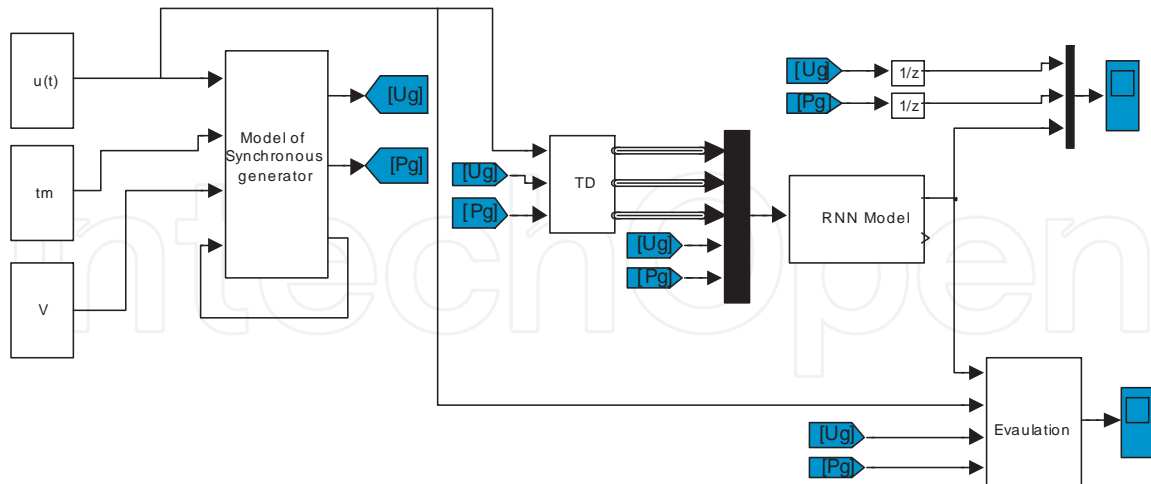 u(t)
tm
V
Model of
Synchronous
generator
[Ug]
[Pg]
[Ug]
[Pg]
TD
[Ug]
[Pg]
RNN Model
[Ug]
1/z
[Pg]
1/z
[Ug]
[Pg]
Evaulation
IntechOpen